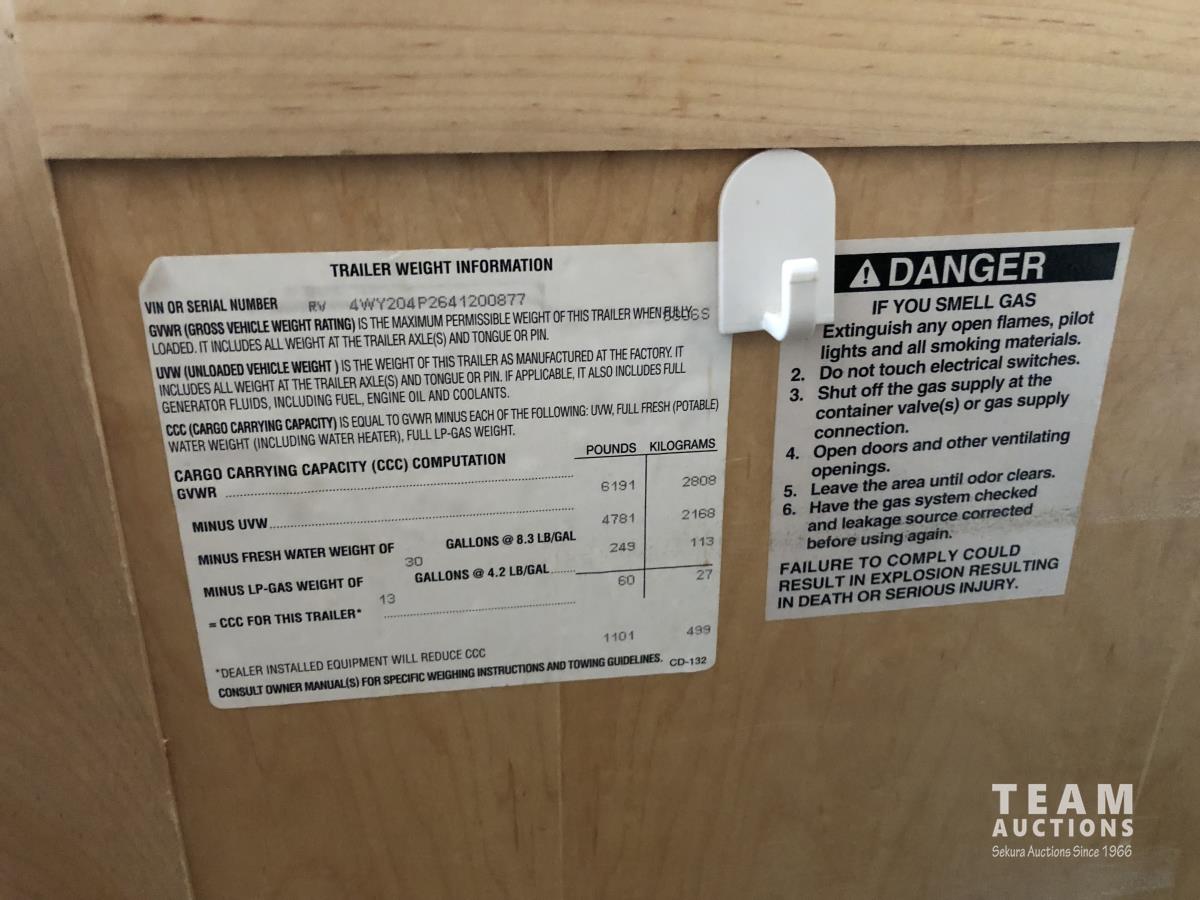 TRAILER WEIGHT INFORMATION
VIN OR SERIAL NUMBER RV 4WY204P2641200877
GVWR (GROSS VEHICLE WEIGHT RATING) IS THE MAXIMUM PERMISSIBLE WEIGHT OF THIS TRAILER WHEN FULLY
LOADED. IT INCLUDES ALL WEIGHT AT THE TRAILER AXLE(S) AND TONGUE OR PIN.
UVW (UNLOADED VEHICLE WEIGHT ) IS THE WEIGHT OF THIS TRAILER AS MANUFACTURED AT THE FACTORY. IT
INCLUDES ALL WEIGHT AT THE TRAILER AXLE(S) AND TONGUE OR PIN. IF APPLICABLE, IT ALSO INCLUDES FULL
GENERATOR FLUIDS, INCLUDING FUEL, ENGINE OIL AND COOLANTS.
CCC (CARGO CARRYING CAPACITY) IS EQUAL TO GVWR MINUS EACH OF THE FOLLOWING: UVW, FULL FRESH (POTABLE)
WATER WEIGHT (INCLUDING WATER HEATER), FULL LP-GAS WEIGHT.
CARGO CARRYING CAPACITY (CCC) COMPUTATION POUNDS KILOGRAMS
GVWR 6191 2808
MINUS UVW 4781 2168
MINUS FRESH WATER WEIGHT OF 30 GALLONS @ 8.3 LB/GAL 249 113
MINUS LP-GAS WEIGHT OF 13 GALLONS @ 4.2 LB/GAL 60 27
= CCC FOR THIS TRAILER* 1101 499
*DEALER INSTALLED EQUIPMENT WILL REDUCE CCC
CONSULT OWNER MANUAL(S) FOR SPECIFIC WEIGHING INSTRUCTIONS AND TOWING GUIDELINES. CD-132
DANGER
IF YOU SMELL GAS
Extinguish any open flames, pilot
lights and all smoking materials.
2. Do not touch electrical switches.
3. Shut off the gas supply at the
container valve(s) or gas supply
connection.
4. Open doors and other ventilating
openings.
5. Leave the area until odor clears.
6. Have the gas system checked
and leakage source corrected
before using again.
FAILURE TO COMPLY COULD
RESULT IN EXPLOSION RESULTING
IN DEATH OR SERIOUS INJURY.
TEAM
AUCTIONS
Sekura Auctions Since 1966